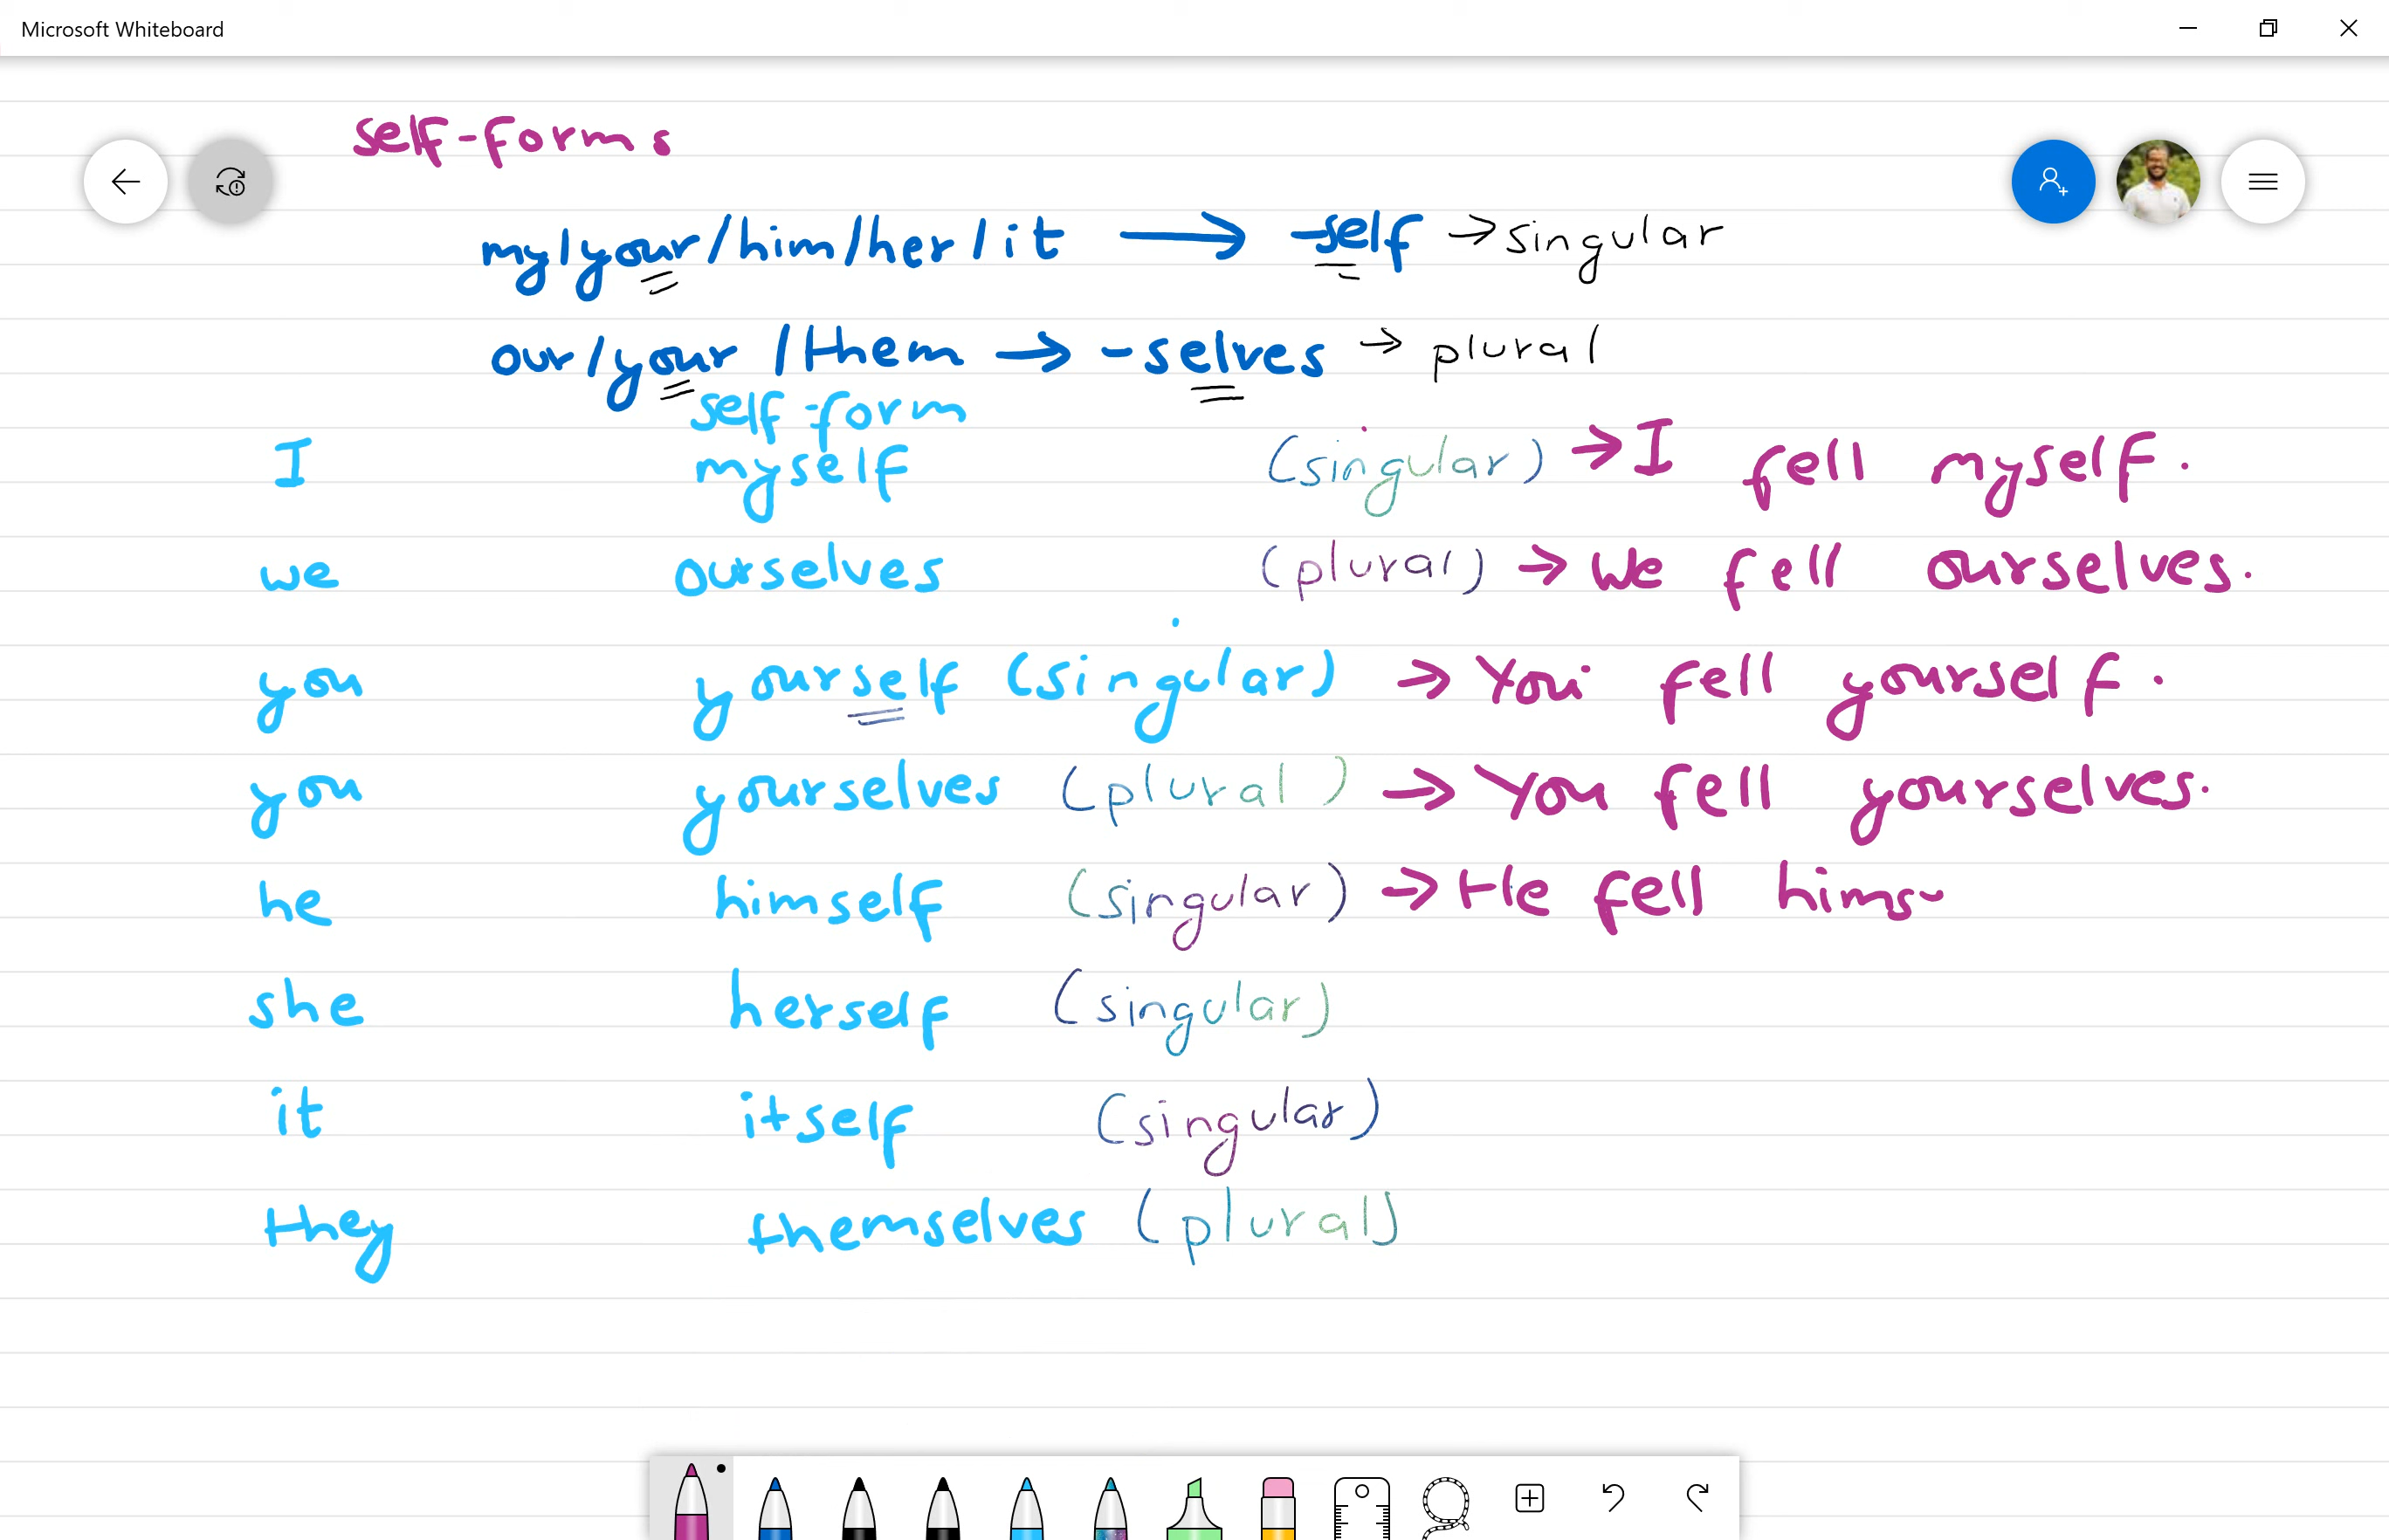 Microsoft Whiteboard
self-forms
my/your/him/her/it → -self → singular
our/your/them → -selves → plural
self-form
I myself (singular) → I fell myself.
we ourselves (plural) → We fell ourselves.
you yourself (singular) → You fell yourself.
you yourselves (plural) → You fell yourselves.
he himself (singular) → He fell hims
she herself (singular)
it itself (singular)
they themselves (plural)